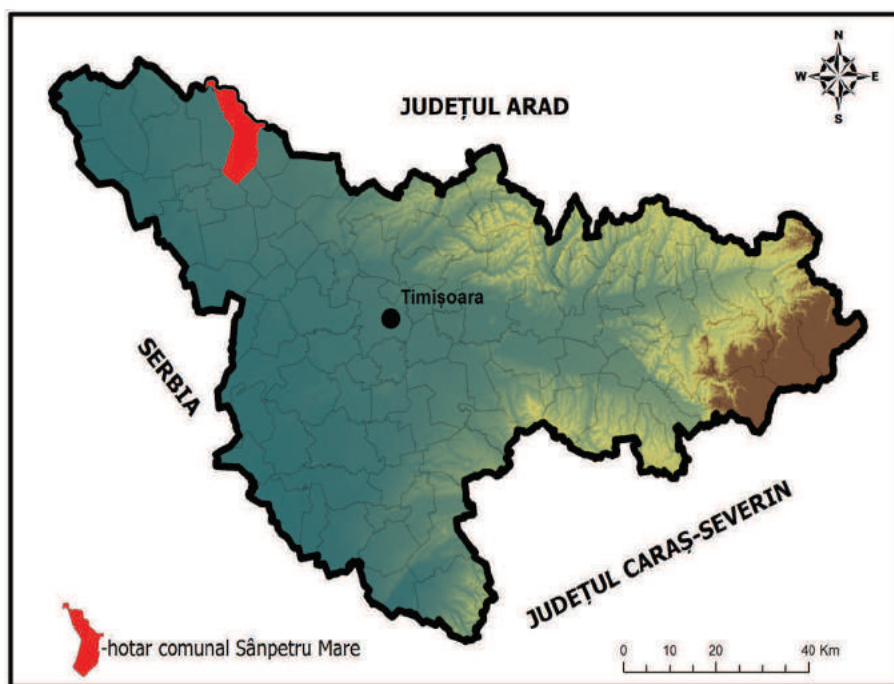 N
W E
S
JUDEȚUL ARAD
Timișoara
SERBIA
JUDEȚUL CARAȘ-SEVERIN
-hotar comunal Sânpetru Mare
0 10 20 40 Km